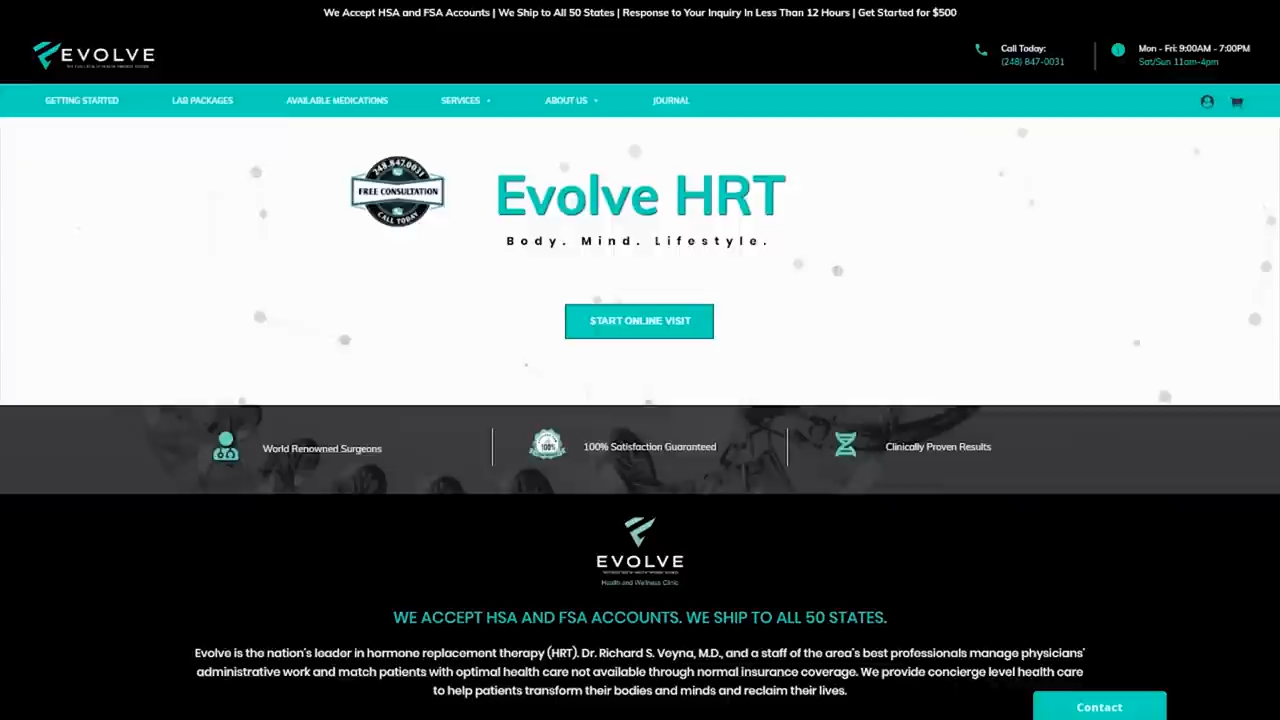 We Accept HSA and FSA Accounts | We Ship to All 50 States | Response to Your Inquiry In Less Than 12 Hours | Get Started for $500
EVOLVE
Call Today:
(248) 847-0031
Mon - Fri: 9:00AM - 7:00PM
Sat/Sun 11am-4pm
GETTING STARTED
LAB PACKAGES
AVAILABLE MEDICATIONS
SERVICES
ABOUT US
JOURNAL
248.847.0031
FREE CONSULTATION
CALL TODAY
Evolve HRT
Body. Mind. Lifestyle.
START ONLINE VISIT
World Renowned Surgeons
100%
100% Satisfaction Guaranteed
Clinically Proven Results
EVOLVE
Health and Wellness Clinic
WE ACCEPT HSA AND FSA ACCOUNTS. WE SHIP TO ALL 50 STATES.
Evolve is the nation's leader in hormone replacement therapy (HRT). Dr. Richard S. Veyna, M.D., and a staff of the area's best professionals manage physicians'
administrative work and match patients with optimal health care not available through normal insurance coverage. We provide concierge level health care
to help patients transform their bodies and minds and reclaim their lives.
Contact